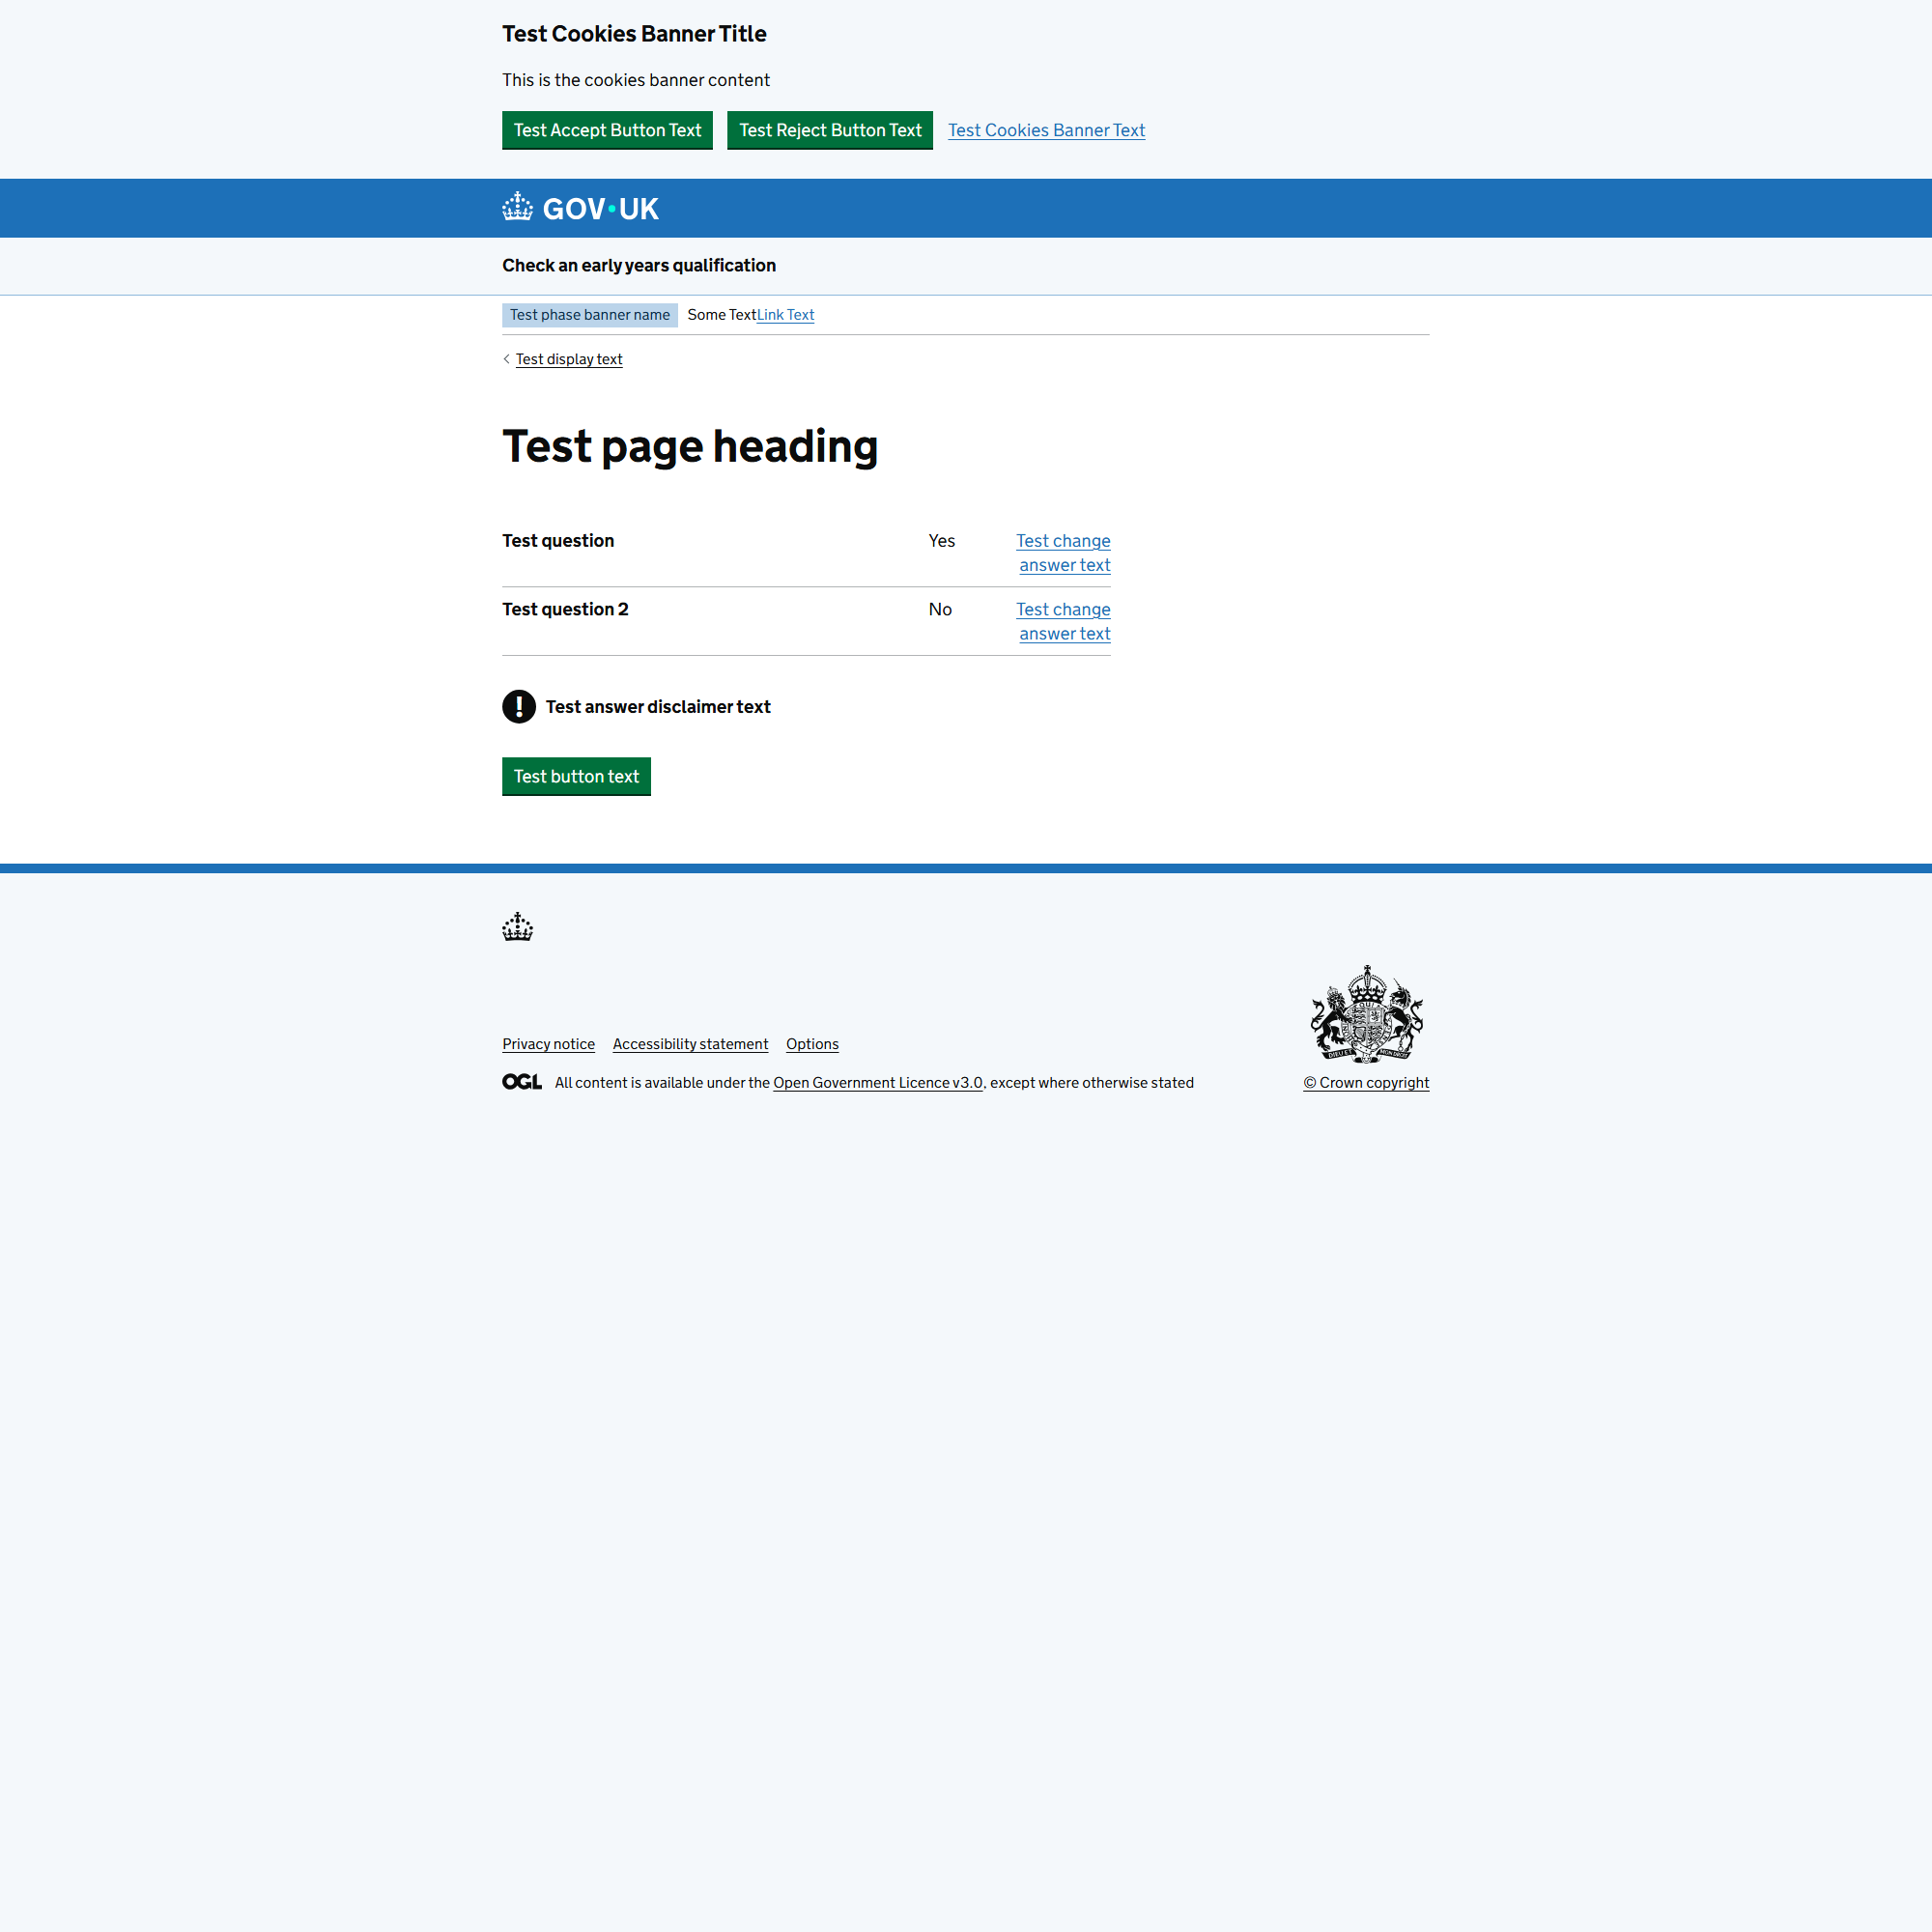 Test Cookies Banner Title
This is the cookies banner content
Test Accept Button Text Test Reject Button Text Test Cookies Banner Text
GOV·UK
Check an early years qualification
Test phase banner name Some TextLink Text
Test display text
Test page heading
Test question Yes Test change
answer text
Test question 2 No Test change
answer text
! Test answer disclaimer text
Test button text
Privacy notice Accessibility statement Options
OGL All content is available under the Open Government Licence v3.0, except where otherwise stated
© Crown copyright